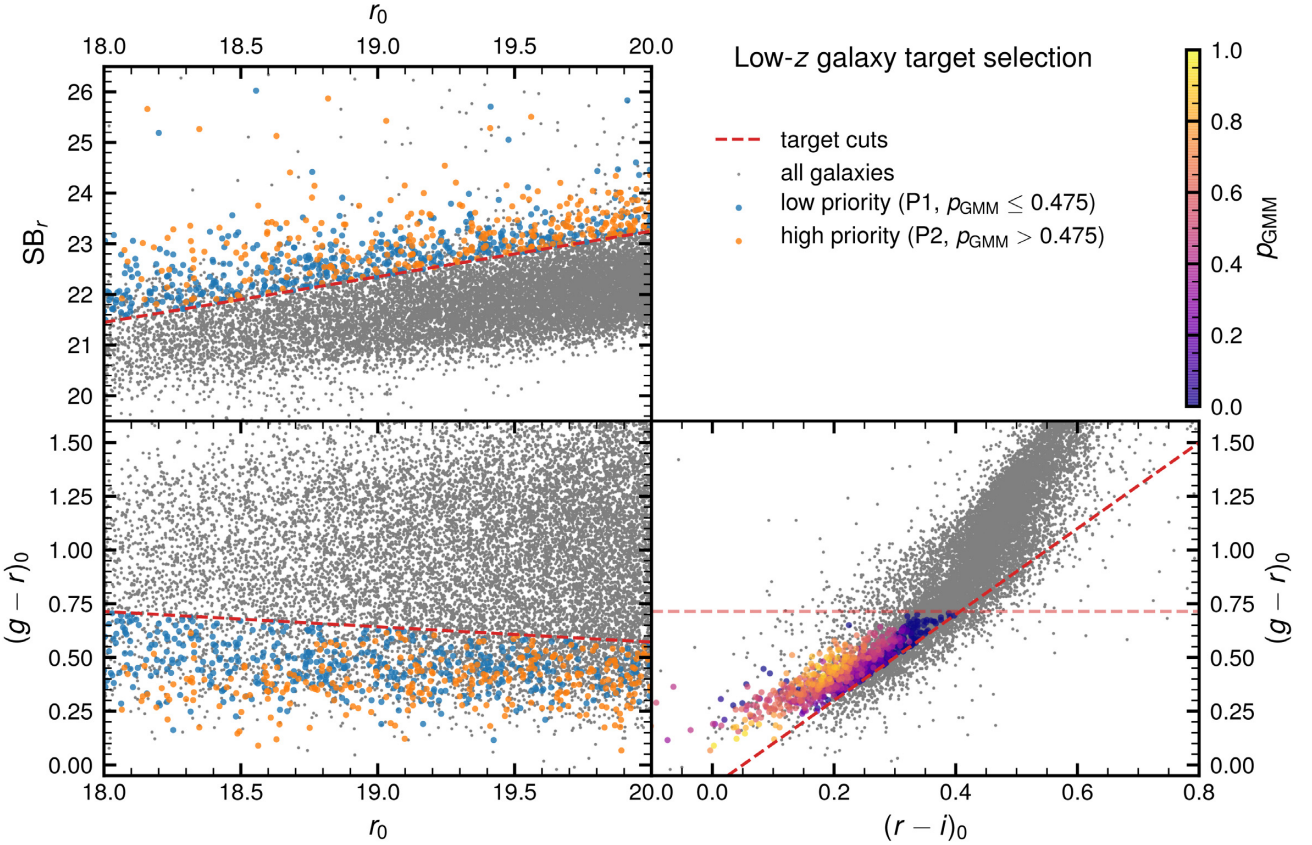 r₀
18.0 18.5 19.0 19.5 20.0
Low-z galaxy target selection
target cuts
all galaxies
low priority (P1, p_GMM ≤ 0.475)
high priority (P2, p_GMM > 0.475)
1.0
0.8
0.6
0.4
0.2
0.0
p_GMM
26
25
24
23
22
21
20
SB_r
1.50
1.25
1.00
0.75
0.50
0.25
0.00
(g − r)₀
18.0 18.5 19.0 19.5 20.0
r₀
0.0 0.2 0.4 0.6 0.8
(r − i)₀
1.50
1.25
1.00
0.75
0.50
0.25
0.00
(g − r)₀